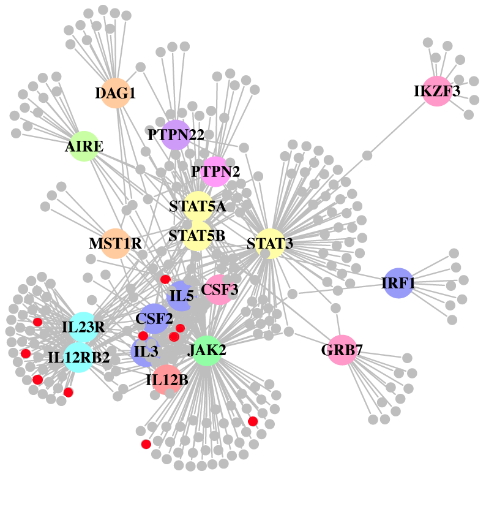 IKZF3
DAG1
PTPN22
AIRE
PTPN2
STAT5A
STAT5B
MST1R
STAT3
IRF1
CSF3
IL5
CSF2
IL23R
IL3
JAK2
GRB7
IL12RB2
IL12B